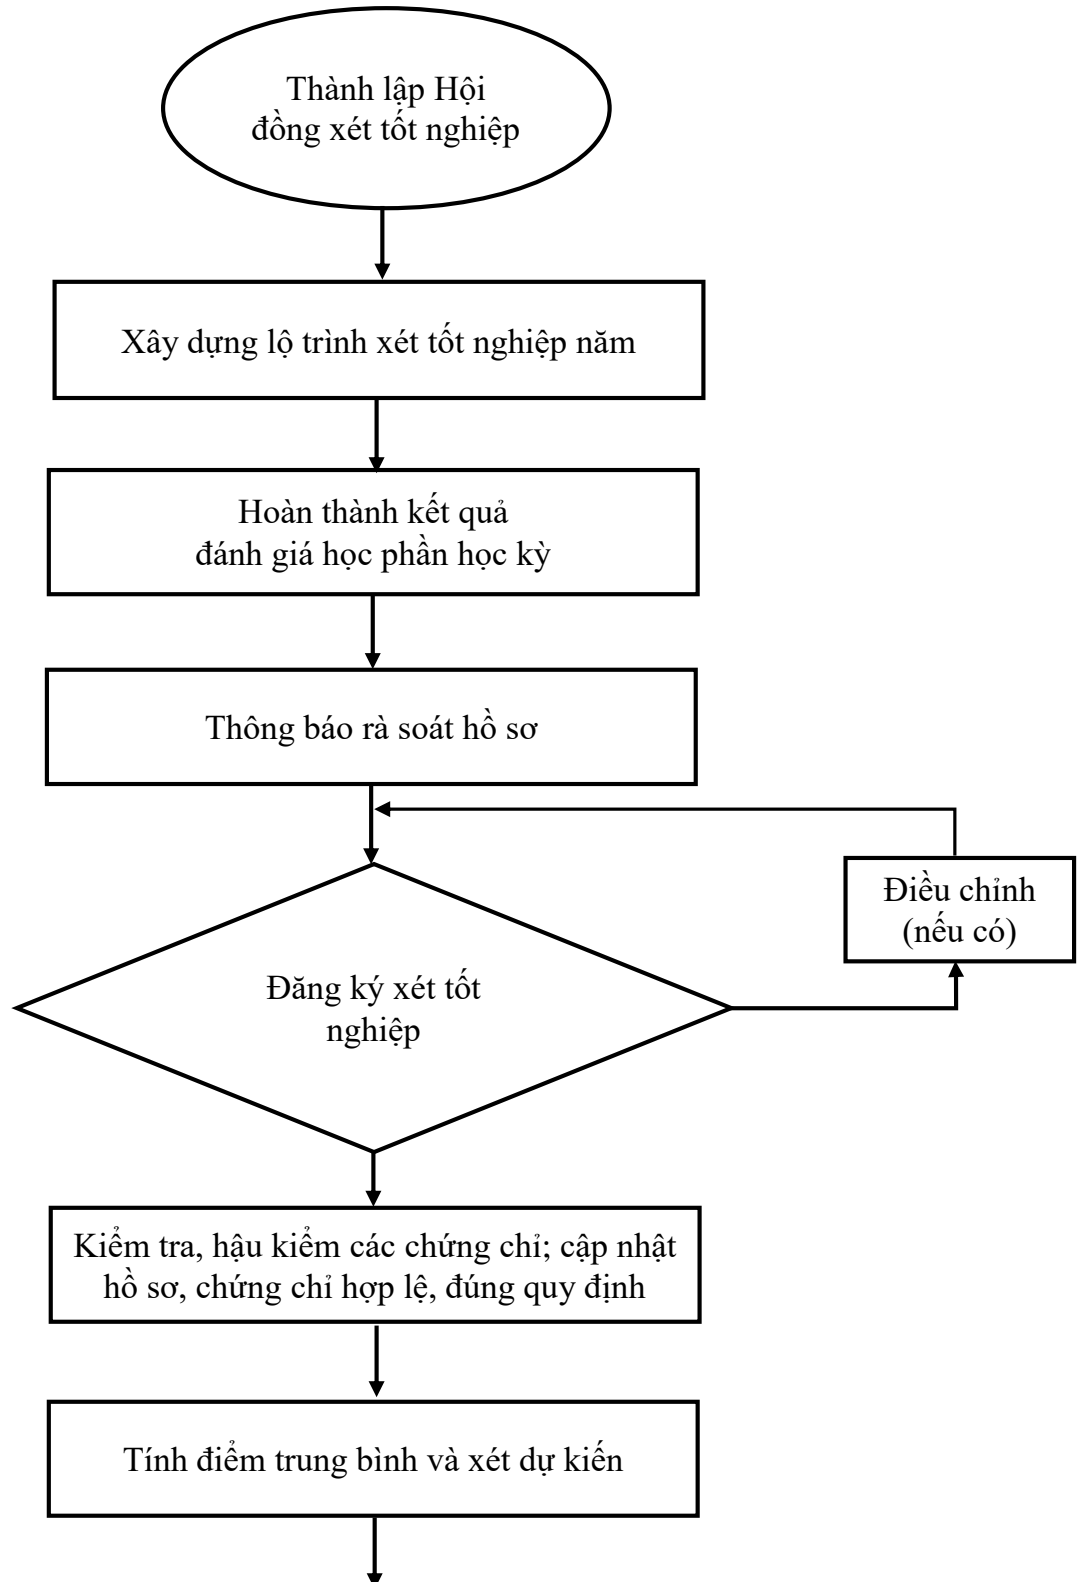 Thành lập Hội
đồng xét tốt nghiệp
Xây dựng lộ trình xét tốt nghiệp năm
Hoàn thành kết quả
đánh giá học phần học kỳ
Thông báo rà soát hồ sơ
Điều chỉnh
(nếu có)
Đăng ký xét tốt
nghiệp
Kiểm tra, hậu kiểm các chứng chỉ; cập nhật
hồ sơ, chứng chỉ hợp lệ, đúng quy định
Tính điểm trung bình và xét dự kiến